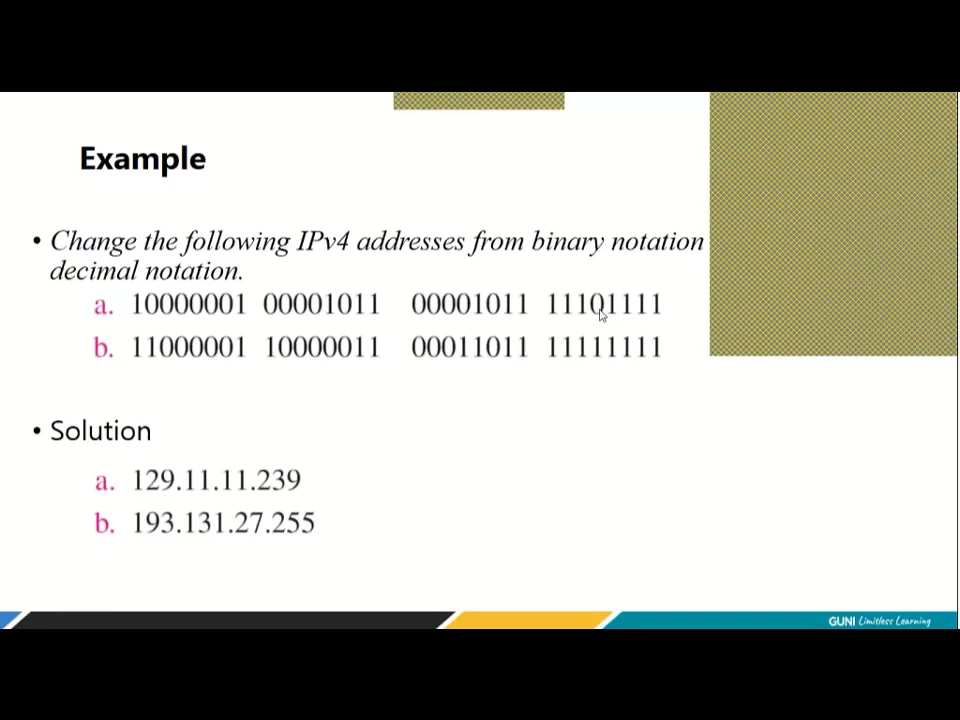 Example
• Change the following IPv4 addresses from binary notation
decimal notation.
a. 10000001 00001011 00001011 11101111
b. 11000001 10000011 00011011 11111111
• Solution
a. 129.11.11.239
b. 193.131.27.255
GUNI Limitless Learning